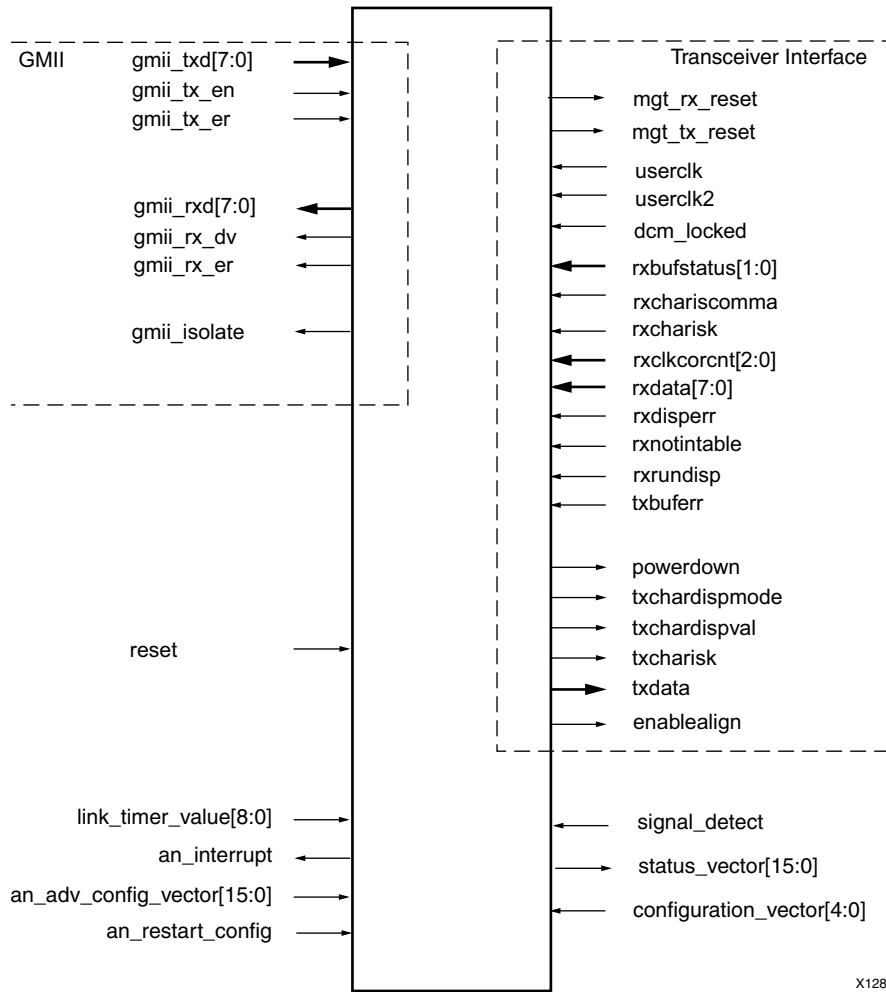 GMII
gmii_txd[7:0]
gmii_tx_en
gmii_tx_er
gmii_rxd[7:0]
gmii_rx_dv
gmii_rx_er
gmii_isolate
reset
link_timer_value[8:0]
an_interrupt
an_adv_config_vector[15:0]
an_restart_config
Transceiver Interface
mgt_rx_reset
mgt_tx_reset
userclk
userclk2
dcm_locked
rxbufstatus[1:0]
rxchariscomma
rxcharisk
rxclkcorcnt[2:0]
rxdata[7:0]
rxdisperr
rxnotintable
rxrundisp
txbuferr
powerdown
txchardispmode
txchardispval
txcharisk
txdata
enablealign
signal_detect
status_vector[15:0]
configuration_vector[4:0]
X128